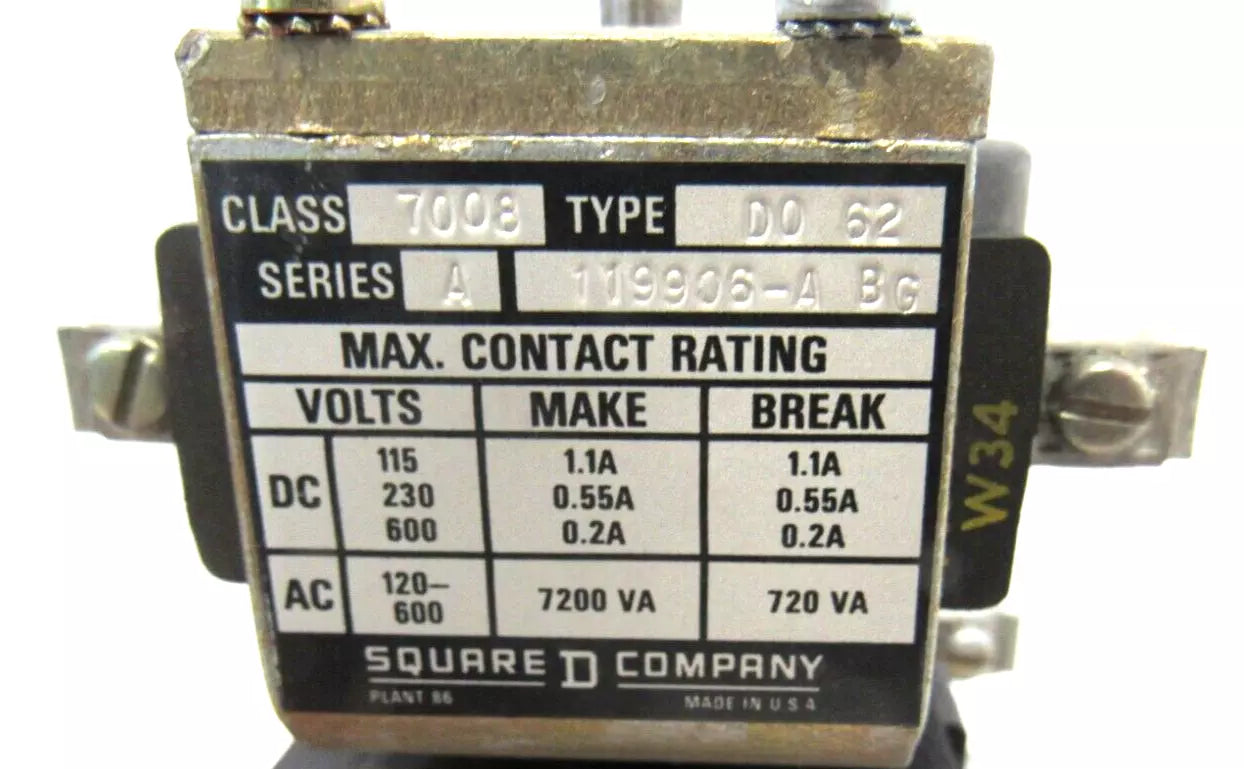 CLASS 7008 TYPE DO 62
SERIES A 119906-A BG
MAX. CONTACT RATING
VOLTS MAKE BREAK
DC 115 1.1A 1.1A
230 0.55A 0.55A
600 0.2A 0.2A
AC 120-600 7200 VA 720 VA
SQUARE D COMPANY
PLANT 86 MADE IN U S A
W34